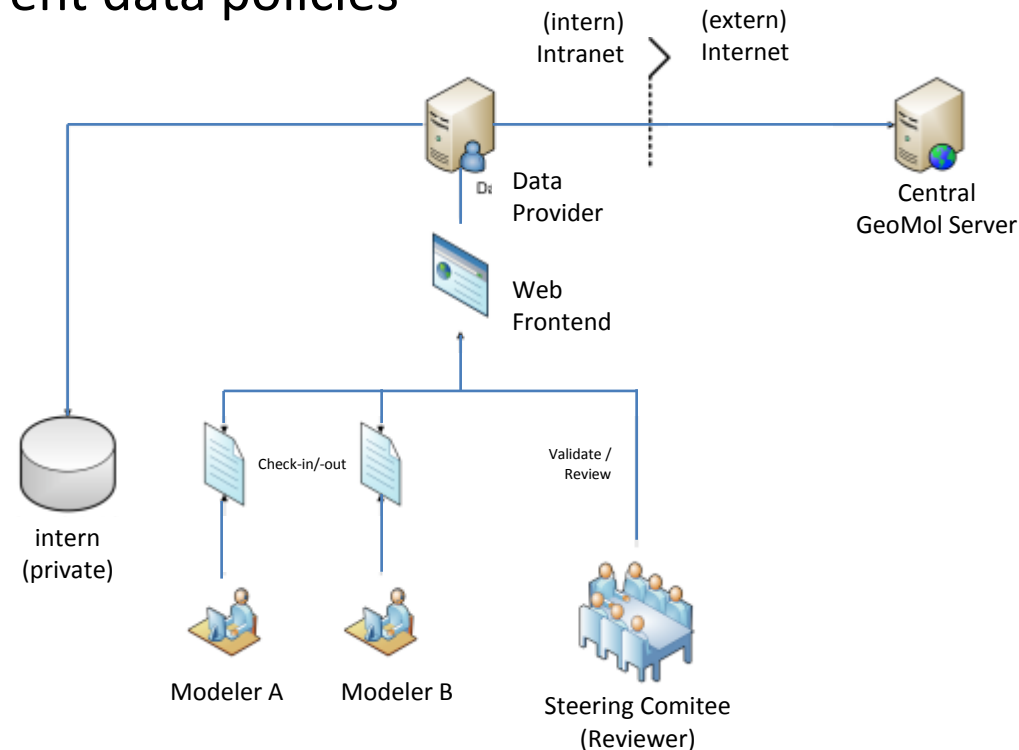 ent data policies
(intern)
Intranet
(extern)
Internet
Data
Provider
Central
GeoMol Server
Web
Frontend
Check-in/-out
Validate /
Review
intern
(private)
Modeler A
Modeler B
Steering Comitee
(Reviewer)